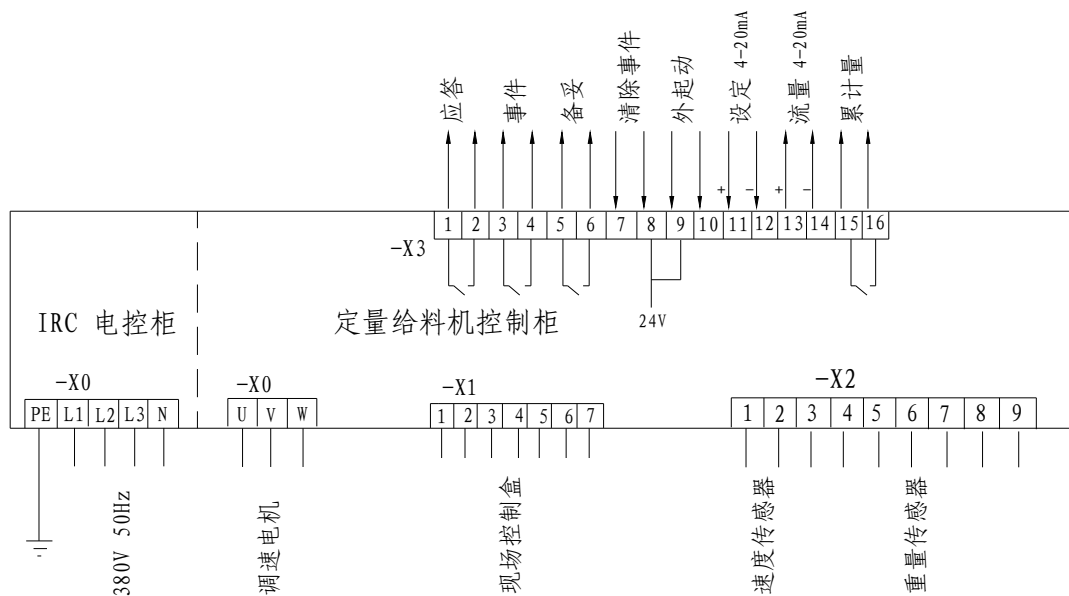 应答
事件
备妥
清除事件
外起动
设定 4-20mA
流量 4-20mA
累计量
+ − + −
-X3
1 2 3 4 5 6 7 8 9 10 11 12 13 14 15 16
24V
IRC 电控柜
定量给料机控制柜
-X0
PE L1 L2 L3 N
-X0
U V W
-X1
1 2 3 4 5 6 7
-X2
1 2 3 4 5 6 7 8 9
380V 50Hz
调速电机
现场控制盒
速度传感器
重量传感器